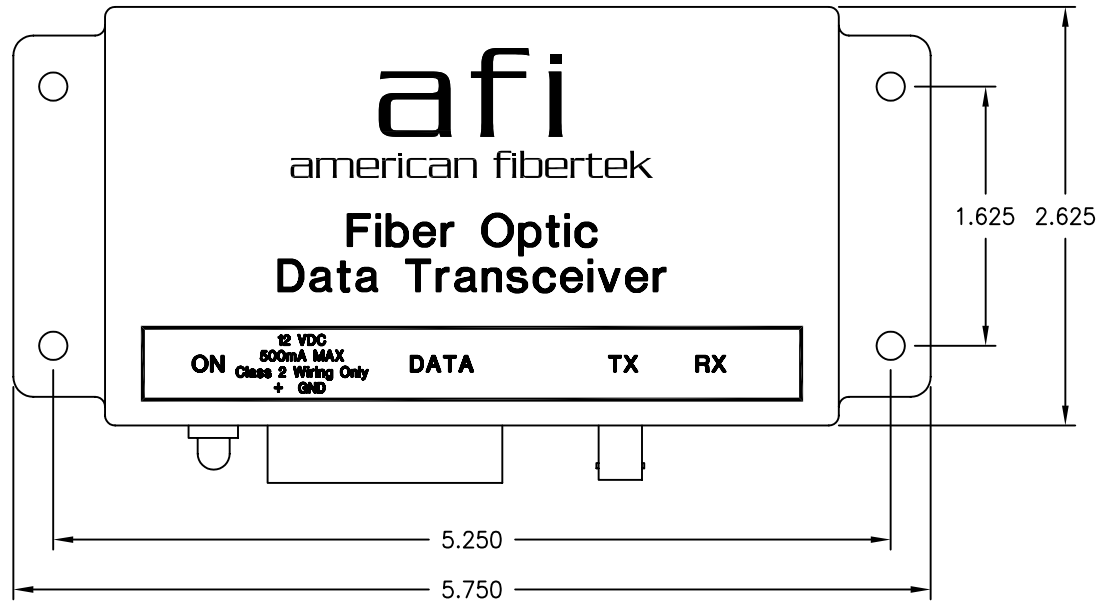 afi
american fibertek
Fiber Optic
Data Transceiver
ON
12 VDC
500mA MAX
Class 2 Wiring Only
+ GND
DATA
TX
RX
1.625
2.625
5.250
5.750